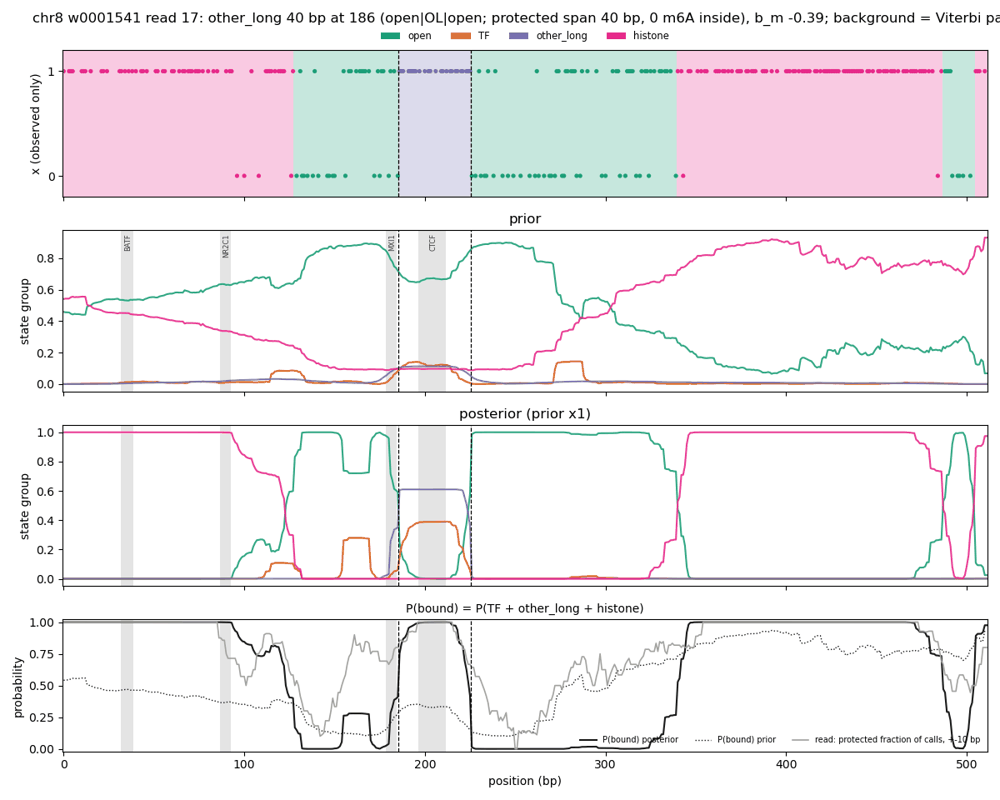 chr8 w0001541 read 17: other_long 40 bp at 186 (open|OL|open; protected span 40 bp, 0 m6A inside), b_m -0.39; background = Viterbi
open TF other_long histone
x (observed only)
1
0
prior
state group
0.8
0.6
0.4
0.2
0.0
BATF
NR2C1
MXI1
CTCF
posterior (prior x1)
state group
1.0
0.8
0.6
0.4
0.2
0.0
P(bound) = P(TF + other_long + histone)
probability
1.00
0.75
0.50
0.25
0.00
P(bound) posterior P(bound) prior read: protected fraction of calls, +-10 bp
0 100 200 300 400 500
position (bp)